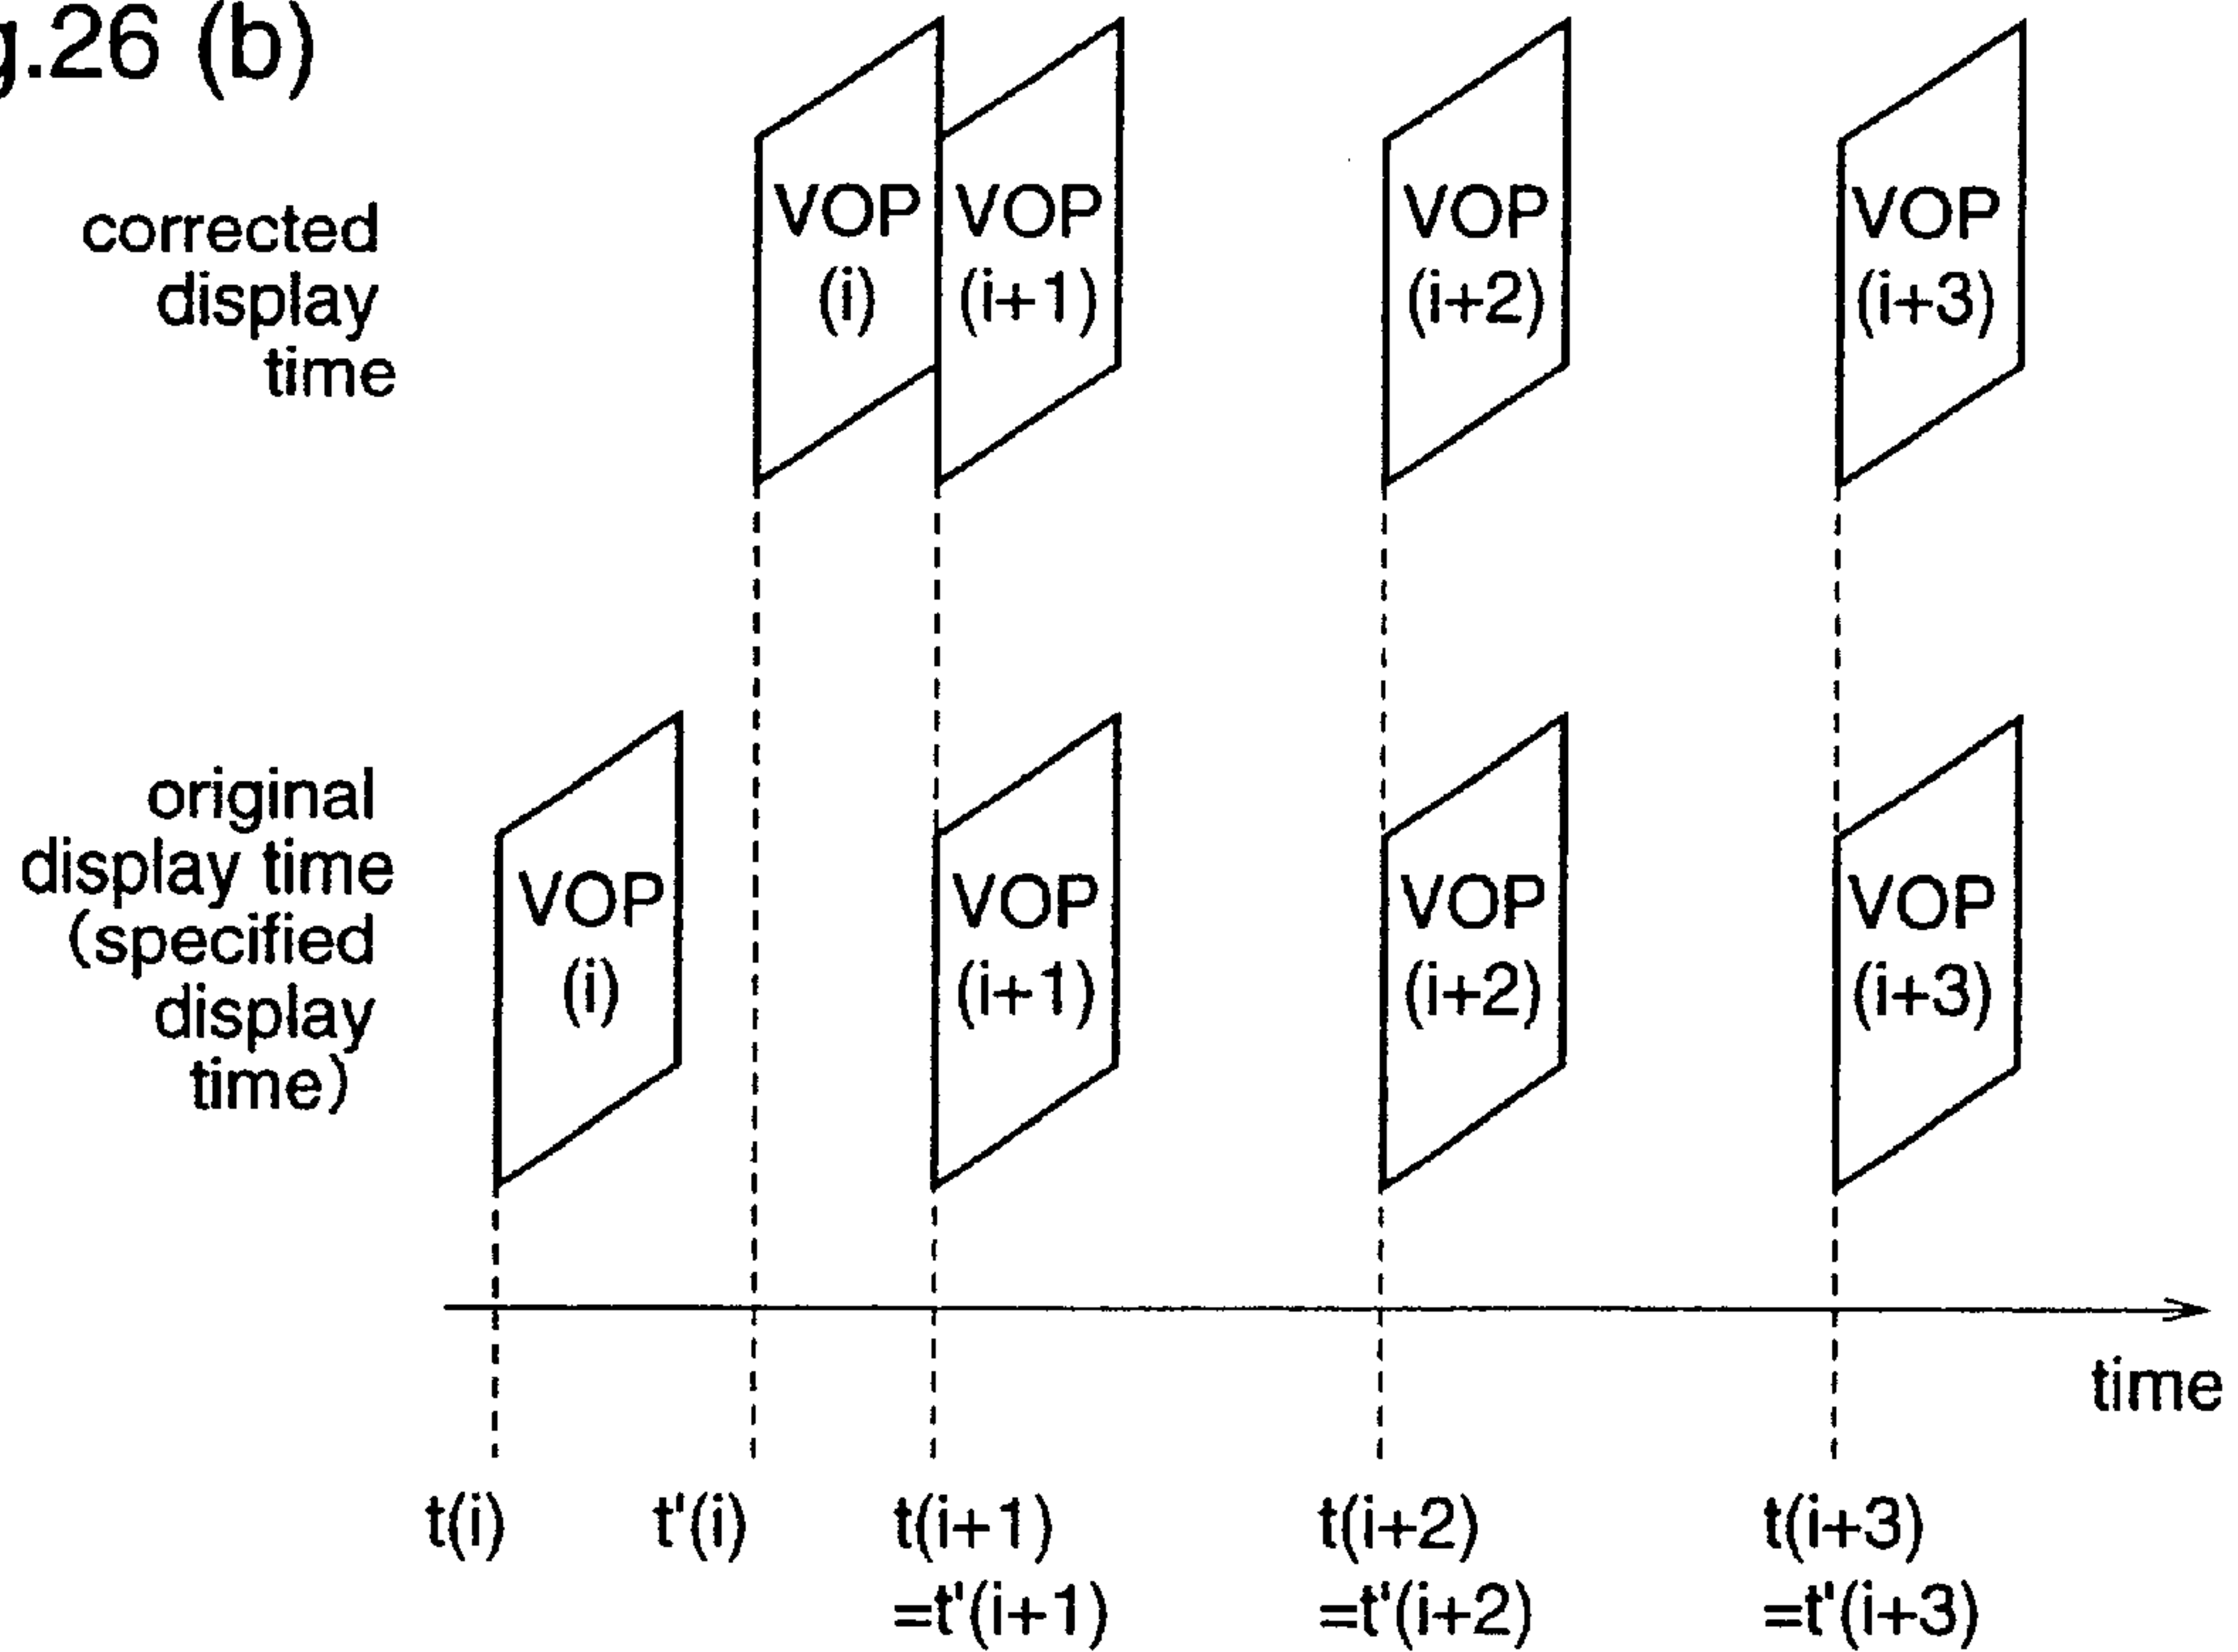 g.26 (b)
corrected
display
time
VOP
(i)
VOP
(i+1)
VOP
(i+2)
VOP
(i+3)
original
display time
(specified
display
time)
VOP
(i)
VOP
(i+1)
VOP
(i+2)
VOP
(i+3)
time
t(i)
t'(i)
t(i+1)
=t'(i+1)
t(i+2)
=t'(i+2)
t(i+3)
=t'(i+3)